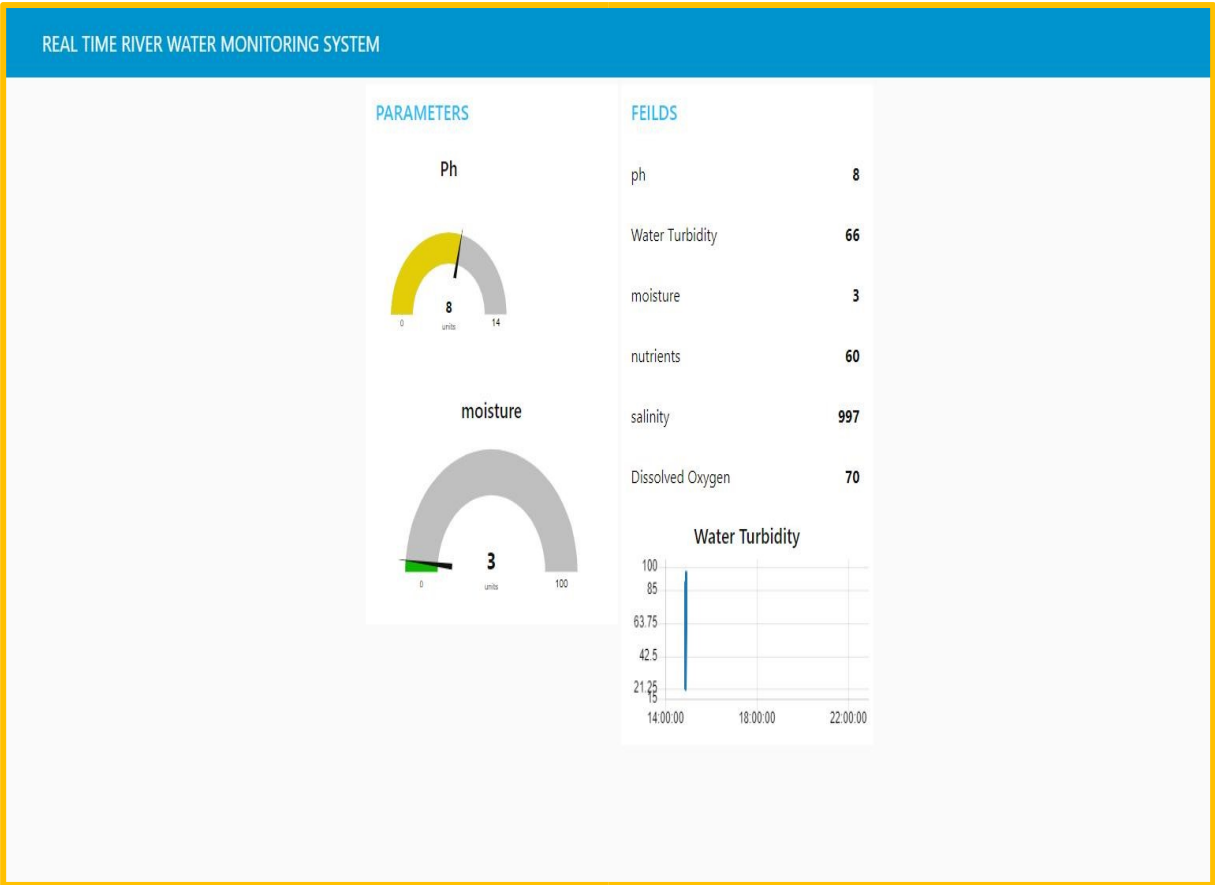 REAL TIME RIVER WATER MONITORING SYSTEM
PARAMETERS
Ph
8
0 units 14
moisture
3
0 units 100
FEILDS
ph 8
Water Turbidity 66
moisture 3
nutrients 60
salinity 997
Dissolved Oxygen 70
Water Turbidity
100
85
63.75
42.5
21.25
15
14:00:00 18:00:00 22:00:00